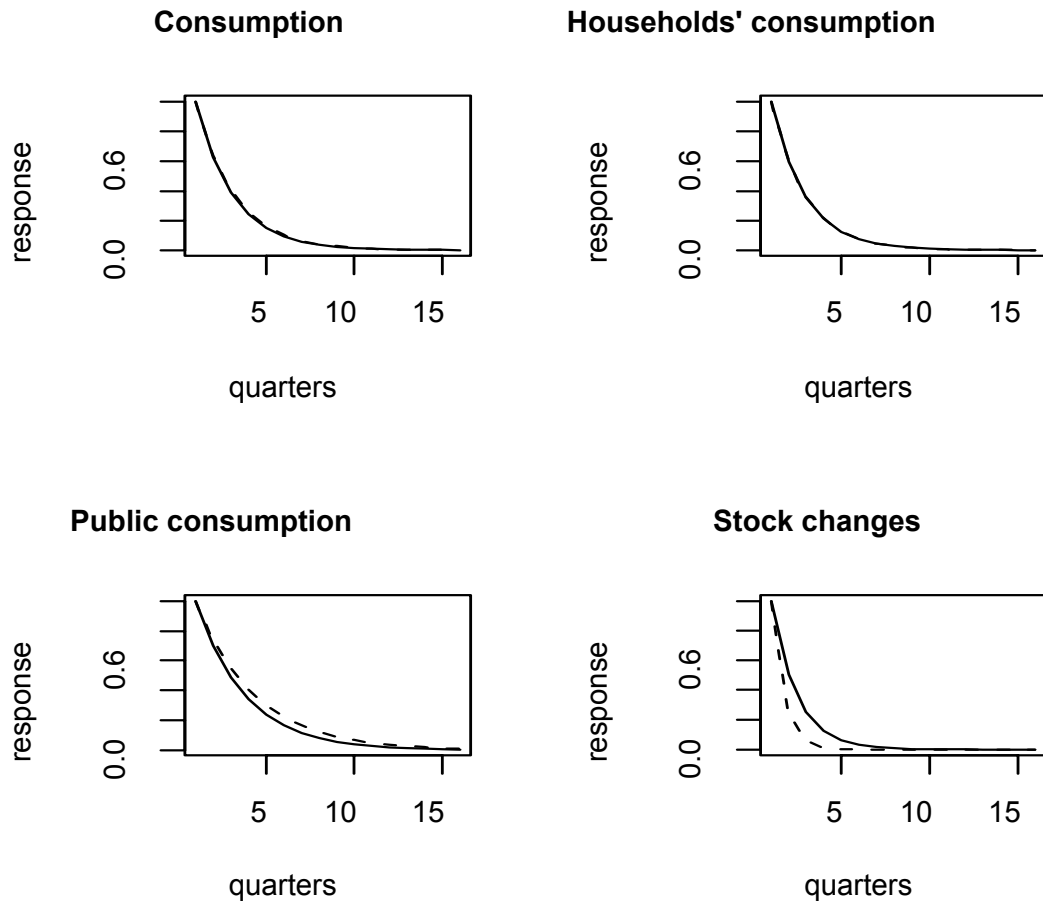 Consumption
response
0.6
0.0
5 10 15
quarters
Households' consumption
response
0.6
0.0
5 10 15
quarters
Public consumption
response
0.6
0.0
5 10 15
quarters
Stock changes
response
0.6
0.0
5 10 15
quarters